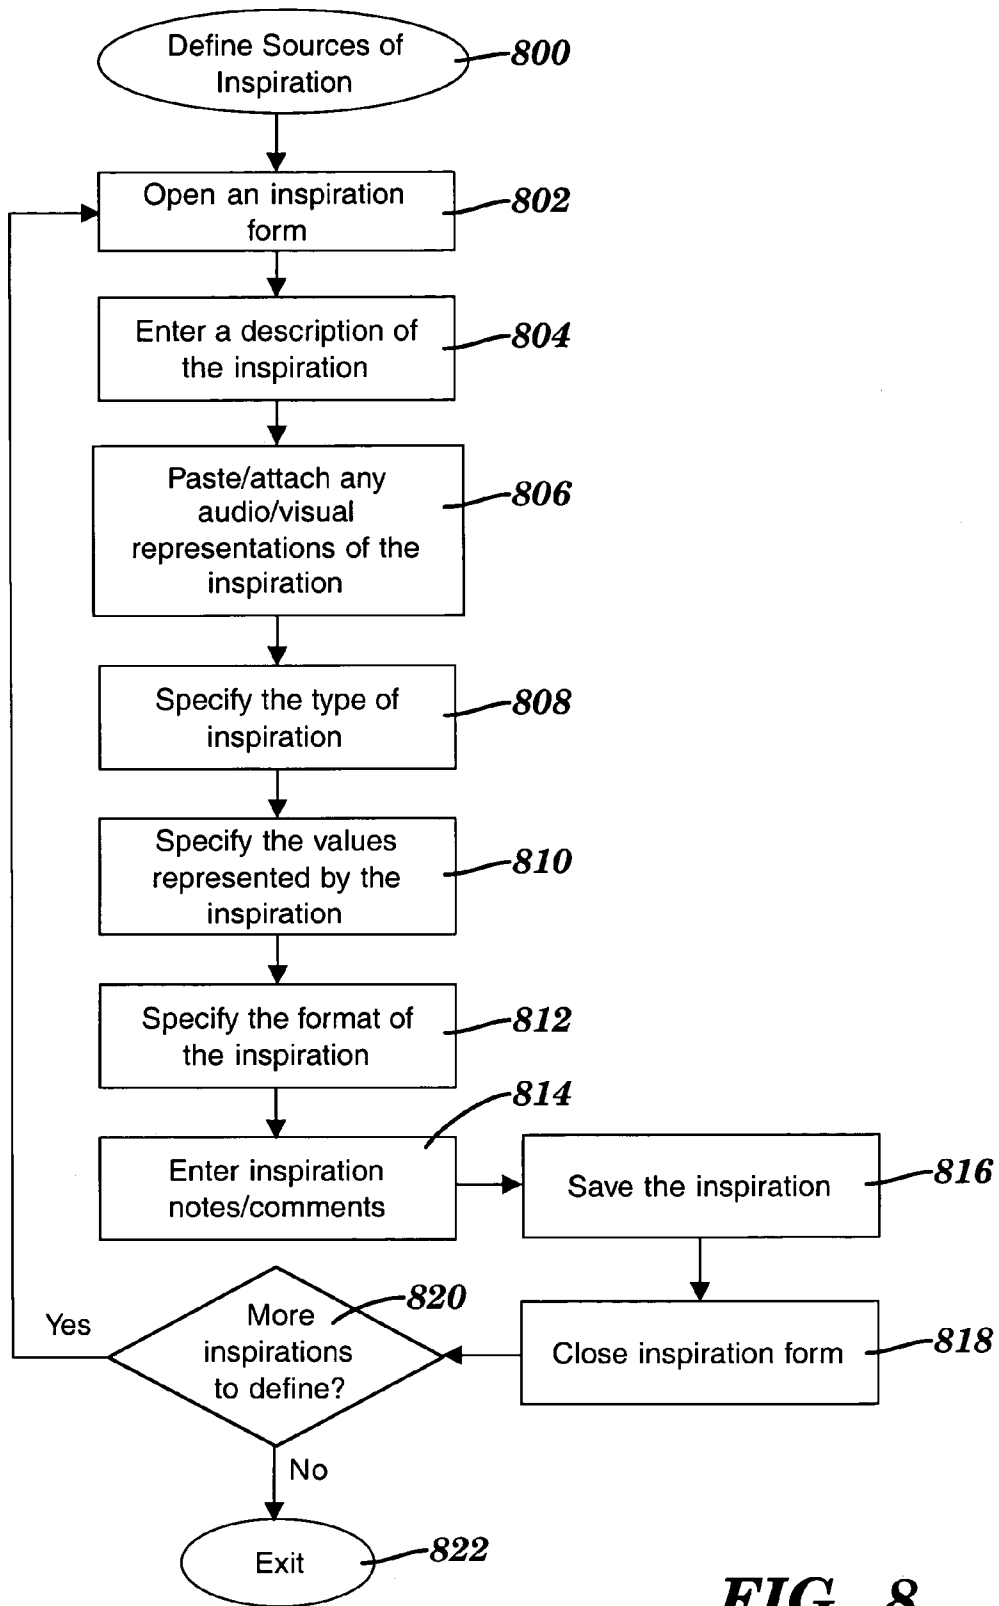 Define Sources of
Inspiration
800
Open an inspiration
form
802
Enter a description of
the inspiration
804
Paste/attach any
audio/visual
representations of the
inspiration
806
Specify the type of
inspiration
808
Specify the values
represented by the
inspiration
810
Specify the format of
the inspiration
812
Enter inspiration
notes/comments
814
Save the inspiration
816
Close inspiration form
818
More
inspirations
to define?
820
Yes
No
Exit
822
FIG. 8